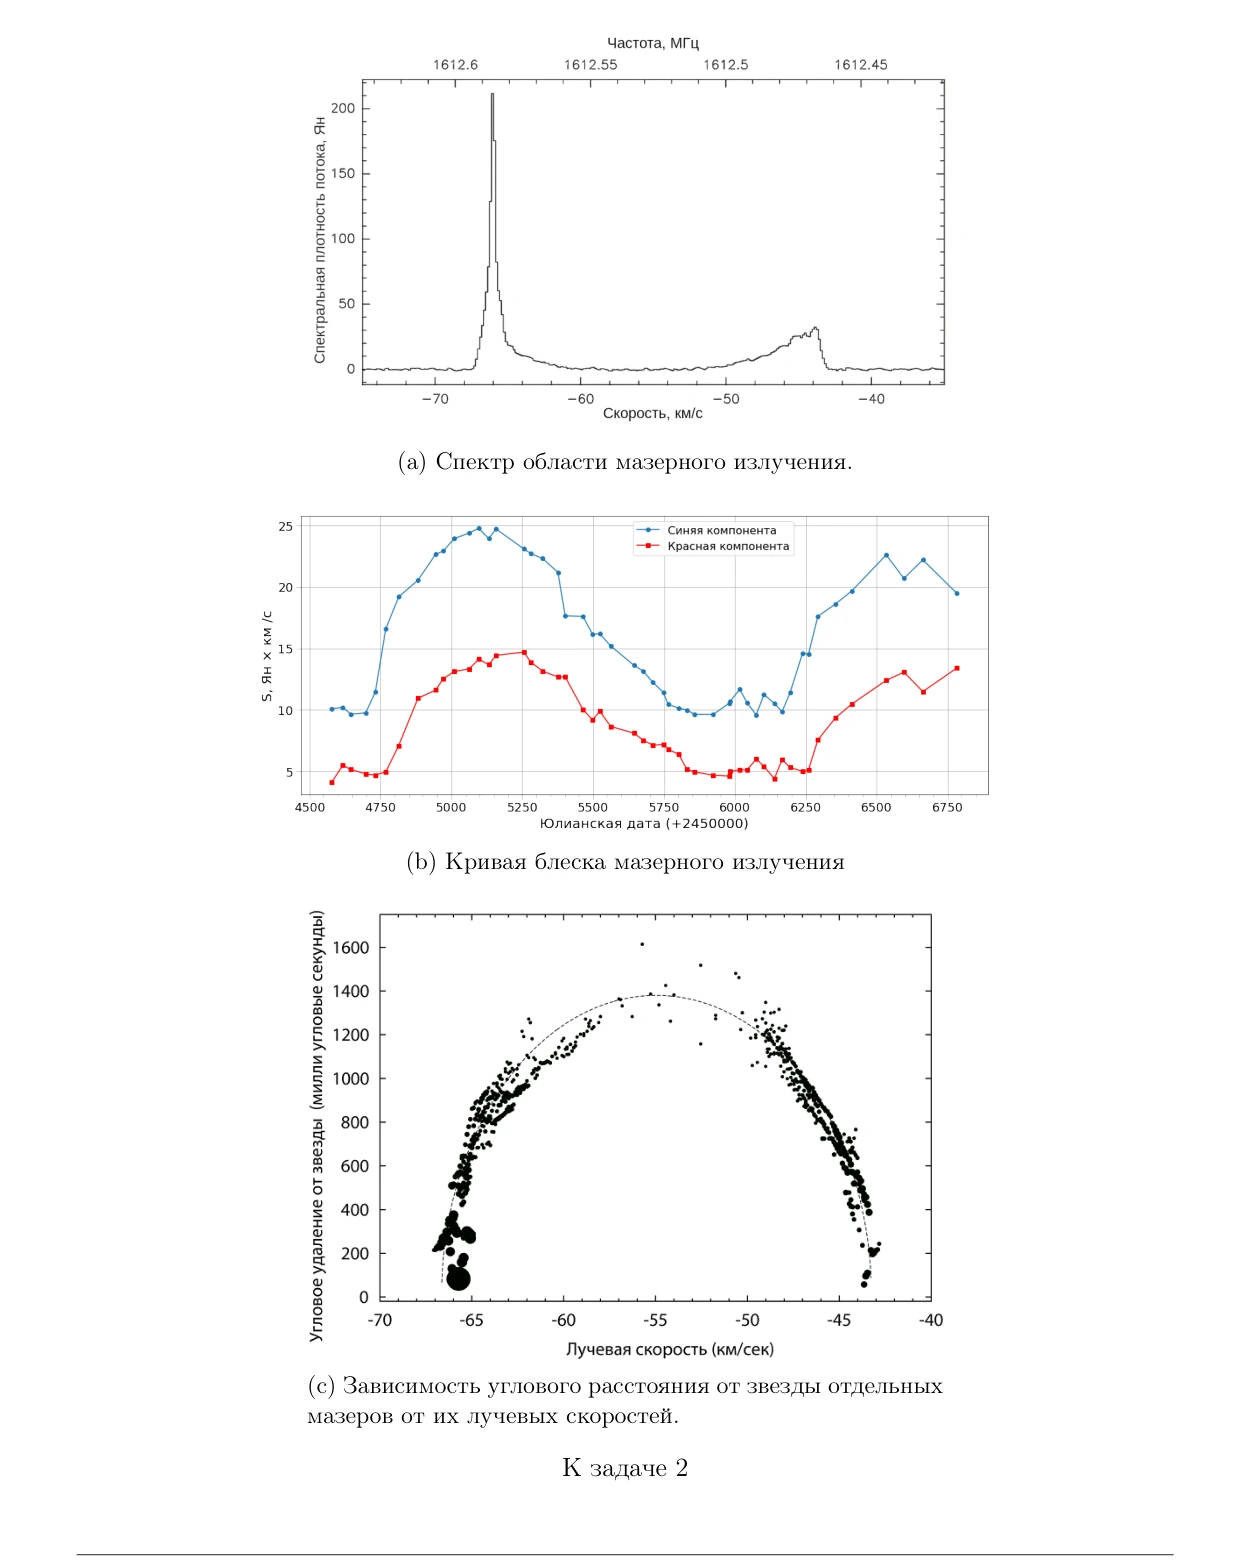 Частота, МГц
1612.6 1612.55 1612.5 1612.45
Спектральная плотность потока, Ян
200
150
100
50
0
−70 −60 −50 −40
Скорость, км/с
(a) Спектр области мазерного излучения.
S, Ян × км /с
25
20
15
10
5
Синяя компонента
Красная компонента
4500 4750 5000 5250 5500 5750 6000 6250 6500 6750
Юлианская дата (+2450000)
(b) Кривая блеска мазерного излучения
Угловое удаление от звезды (милли угловые секунды)
1600
1400
1200
1000
800
600
400
200
0
-70 -65 -60 -55 -50 -45 -40
Лучевая скорость (км/сек)
(c) Зависимость углового расстояния от звезды отдельных
мазеров от их лучевых скоростей.
К задаче 2